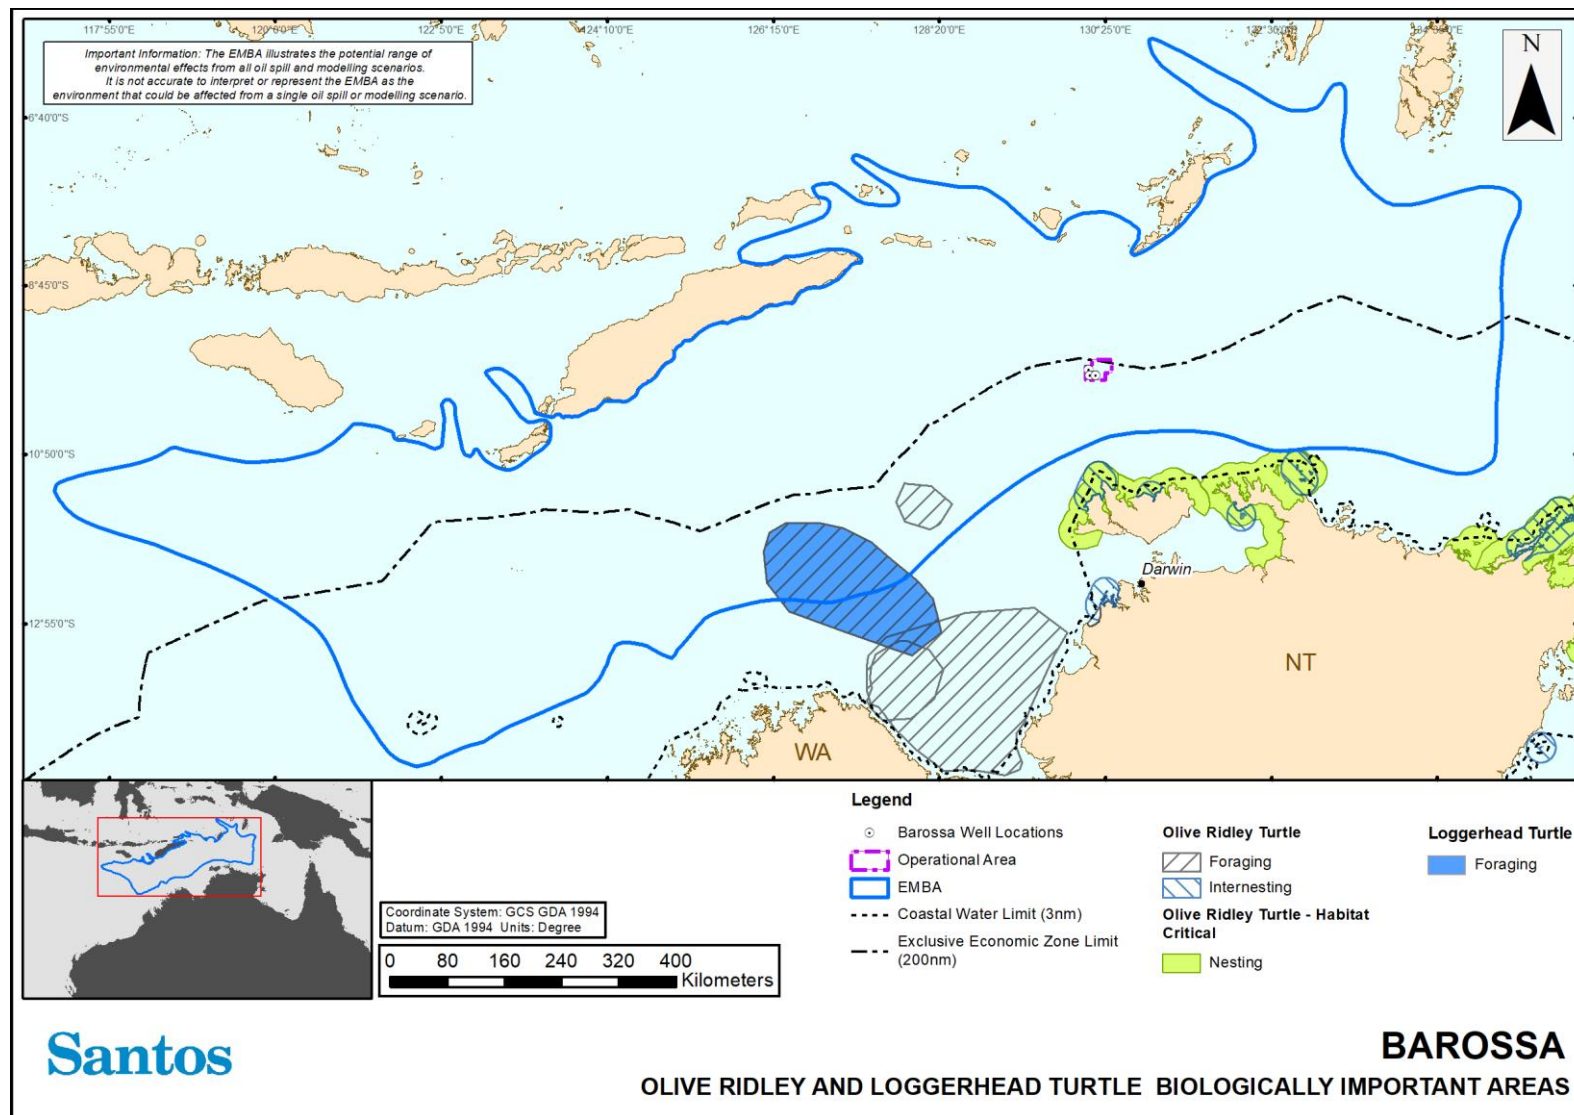 117°55'0"E
120°0'0"E
122°5'0"E
124°10'0"E
126°15'0"E
128°20'0"E
130°25'0"E
132°30'0"E
Important Information: The EMBA illustrates the potential range of
environmental effects from all oil spill and modelling scenarios.
It is not accurate to interpret or represent the EMBA as the
environment that could be affected from a single oil spill or modelling scenario.
N
6°40'0"S
8°45'0"S
10°50'0"S
12°55'0"S
Darwin
NT
WA
Coordinate System: GCS GDA 1994
Datum: GDA 1994 Units: Degree
0 80 160 240 320 400
Kilometers
Legend
Barossa Well Locations
Operational Area
EMBA
Coastal Water Limit (3nm)
Exclusive Economic Zone Limit
(200nm)
Olive Ridley Turtle
Foraging
Internesting
Olive Ridley Turtle - Habitat
Critical
Nesting
Loggerhead Turtle
Foraging
Santos
BAROSSA
OLIVE RIDLEY AND LOGGERHEAD TURTLE BIOLOGICALLY IMPORTANT AREAS